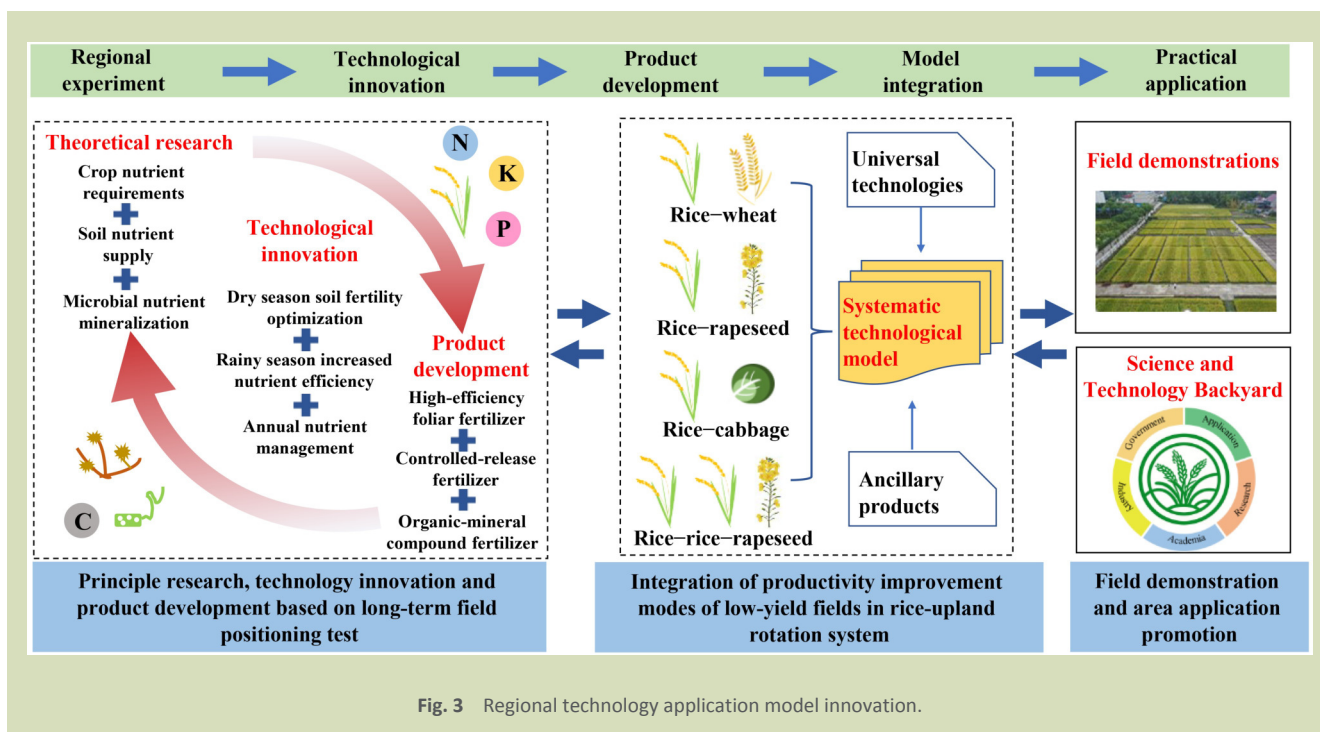 Regional
experiment
Technological
innovation
Product
development
Model
integration
Practical
application
Theoretical research
Crop nutrient
requirements
Soil nutrient
supply
Microbial nutrient
mineralization
Technological
innovation
Dry season soil fertility
optimization
Rainy season increased
nutrient efficiency
Annual nutrient
management
N
K
P
Product
development
High-efficiency
foliar fertilizer
Controlled-release
fertilizer
Organic-mineral
compound fertilizer
C
Principle research, technology innovation and
product development based on long-term field
positioning test
Rice−wheat
Rice−rapeseed
Rice−cabbage
Rice−rice−rapeseed
Universal
technologies
Systematic
technological
model
Ancillary
products
Integration of productivity improvement
modes of low-yield fields in rice-upland
rotation system
Field demonstrations
Science and
Technology Backyard
Government
Application
Industry
Research
Academia
Field demonstration
and area application
promotion
Fig. 3 Regional technology application model innovation.